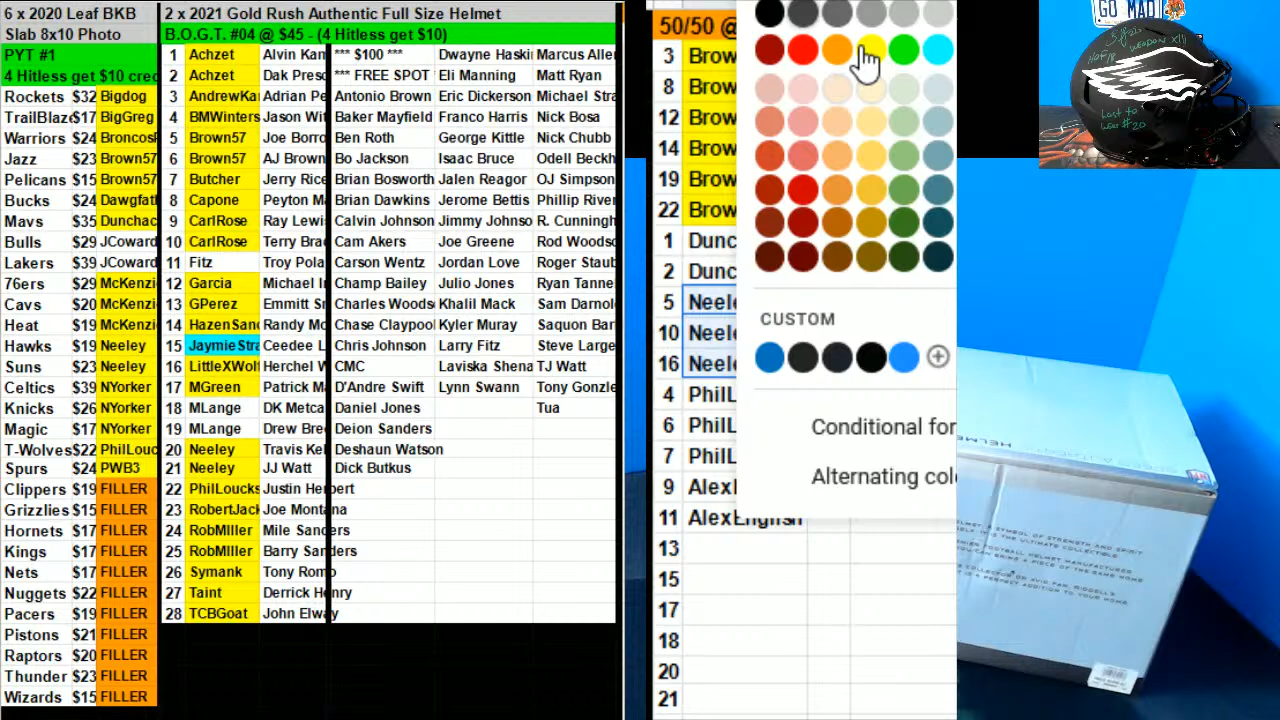 6 x 2020 Leaf BKB
Slab 8x10 Photo
PYT #1
4 Hitless get $10 cred
Rockets $32 Bigdog
TrailBlaze $17 BigGreg
Warriors $24 Broncos
Jazz $23 Brown57
Pelicans $15 Brown57
Bucks $24 Dawgfat
Mavs $35 Dunchac
Bulls $29 JCoward
Lakers $39 JCoward
76ers $29 McKenzi
Cavs $20 McKenzi
Heat $19 McKenzi
Hawks $19 Neeley
Suns $23 Neeley
Celtics $39 NYorker
Knicks $26 NYorker
Magic $17 NYorker
T-Wolves $22 PhilLouc
Spurs $24 PWB3
Clippers $19 FILLER
Grizzlies $15 FILLER
Hornets $17 FILLER
Kings $17 FILLER
Nets $17 FILLER
Nuggets $22 FILLER
Pacers $19 FILLER
Pistons $21 FILLER
Raptors $20 FILLER
Thunder $23 FILLER
Wizards $15 FILLER
2 x 2021 Gold Rush Authentic Full Size Helmet
B.O.G.T. #04 @ $45 - (4 Hitless get $10)
1 Achzet Alvin Kam *** $100 *** Dwayne Haskin Marcus Aller
2 Achzet Dak Presc *** FREE SPOT Eli Manning Matt Ryan
3 AndrewKa Adrian Pe Antonio Brown Eric Dickerson Michael Stra
4 BMWinters Jason Wit Baker Mayfield Franco Harris Nick Bosa
5 Brown57 Joe Borro Ben Roth George Kittle Nick Chubb
6 Brown57 AJ Brown Bo Jackson Isaac Bruce Odell Beckh
7 Butcher Jerry Rice Brian Bosworth Jalen Reagor OJ Simpson
8 Capone Peyton M Brian Dawkins Jerome Bettis Phillip River
9 CarlRose Ray Lewis Calvin Johnson Jimmy Johnso R. Cunningh
10 CarlRose Terry Bra Cam Akers Joe Greene Rod Woods
11 Fitz Troy Pola Carson Wentz Jordan Love Roger Staub
12 Garcia Michael Ir Champ Bailey Julio Jones Ryan Tanne
13 GPerez Emmitt Sr Charles Woods Khalil Mack Sam Darnol
14 HazenSan Randy Mo Chase Claypool Kyler Muray Saquon Bar
15 JaymieStra Ceedee L Chris Johnson Larry Fitz Steve Large
16 LittleXWolf Herchel W CMC Laviska Shena TJ Watt
17 MGreen Patrick M D'Andre Swift Lynn Swann Tony Gonzle
18 MLange DK Metca Daniel Jones Tua
19 MLange Drew Bree Deion Sanders
20 Neeley Travis Kel Deshaun Watson
21 Neeley JJ Watt Dick Butkus
22 PhilLoucks Justin Herbert
23 RobertJack Joe Montana
24 RobMIller Mile Sanders
25 RobMIller Barry Sanders
26 Symank Tony Romo
27 Taint Derrick Henry
28 TCBGoat John Elway
50/50 @
3 Brow
8 Brow
12 Brow
14 Brow
19 Brow
22 Brow
1 Dunc
2 Dunc
5 Neele
10 Neele
16 Neele
4 PhilL
6 PhilL
7 PhilL
9 AlexE
11 AlexEnglish
13
15
17
18
20
21
CUSTOM
Conditional for
Alternating colo
GO MAD
Last to
wear #20